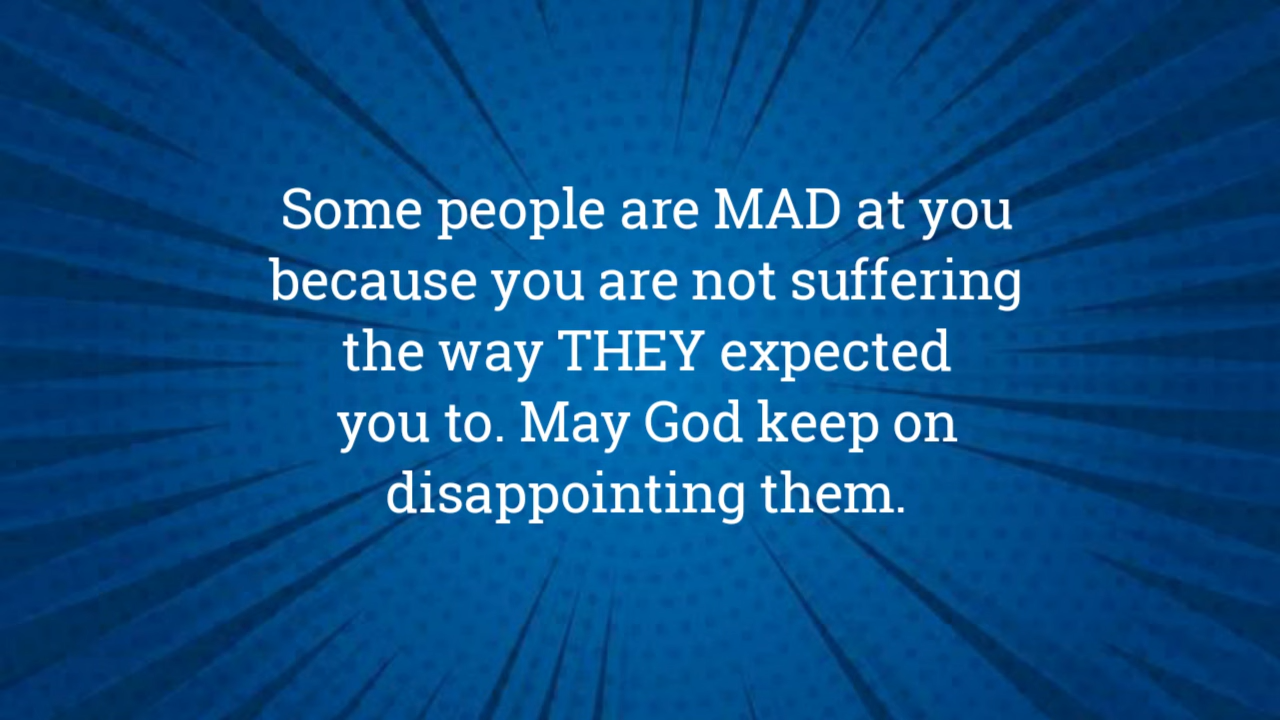 Some people are MAD at you
because you are not suffering
the way THEY expected
you to. May God keep on
disappointing them.